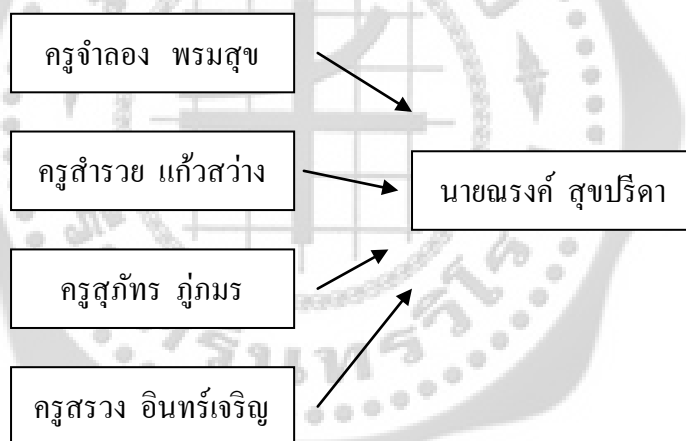 ครูจำลอง พรมสุข
ครูสำรวย แก้วสว่าง
นายณรงค์ สุขปรีดา
ครูสุภัทร ภู่ภมร
ครูสรวง อินทร์เจริญ